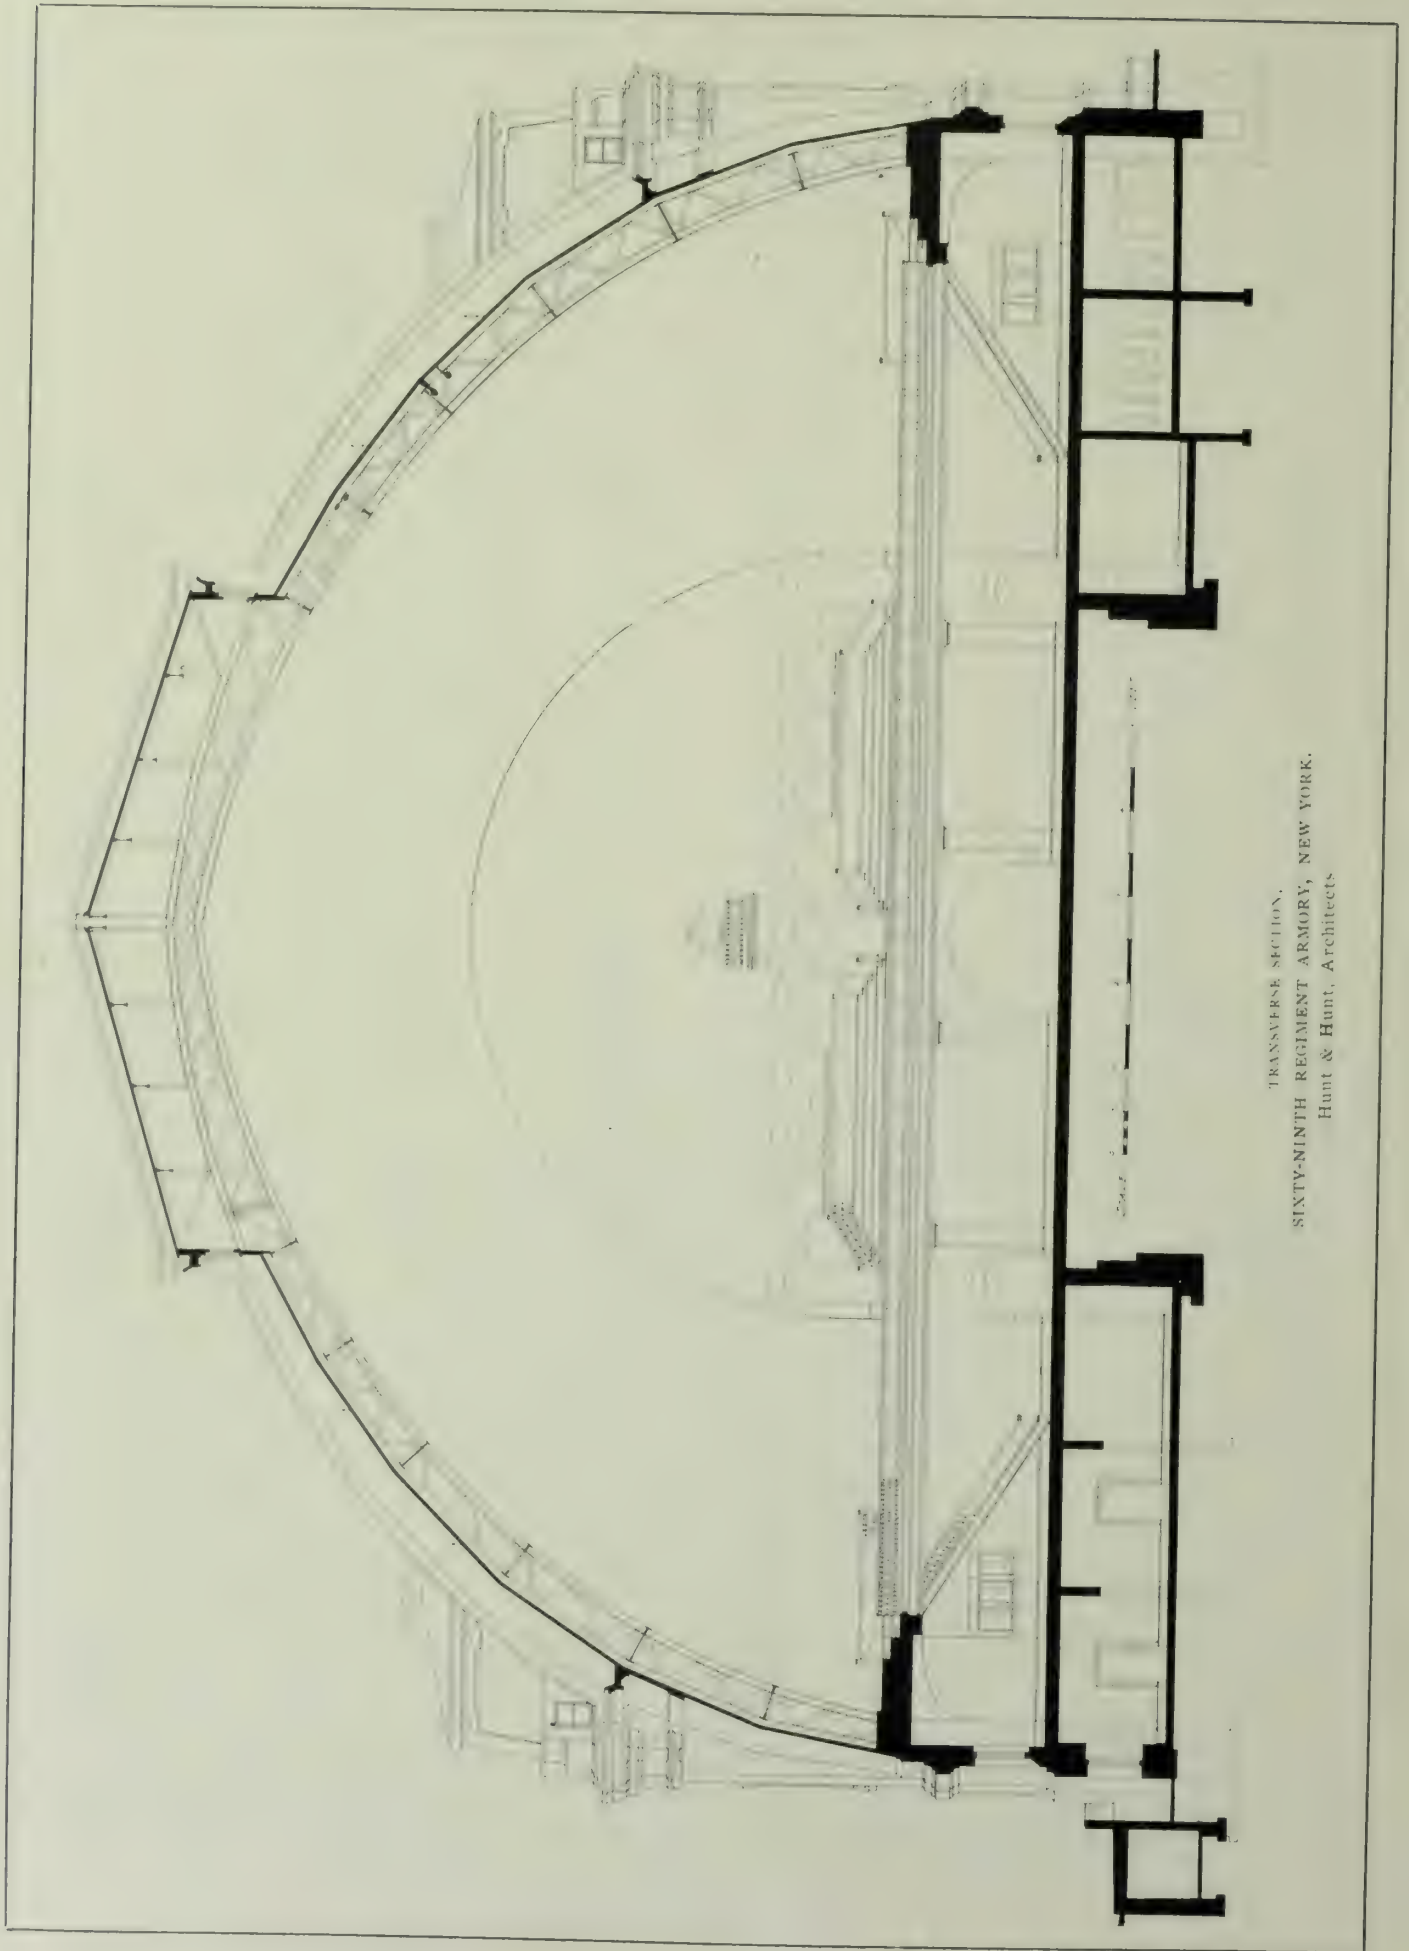 TRANSVERSE SECTION.
SIXTY-NINTH REGIMENT ARMORY, NEW YORK.
Hunt & Hunt, Architects